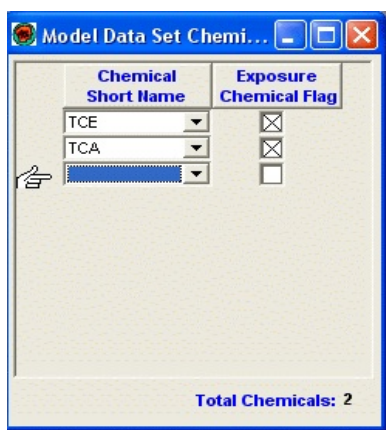 Model Data Set Chemi...
Chemical Exposure
Short Name Chemical Flag
TCE
TCA
Total Chemicals: 2